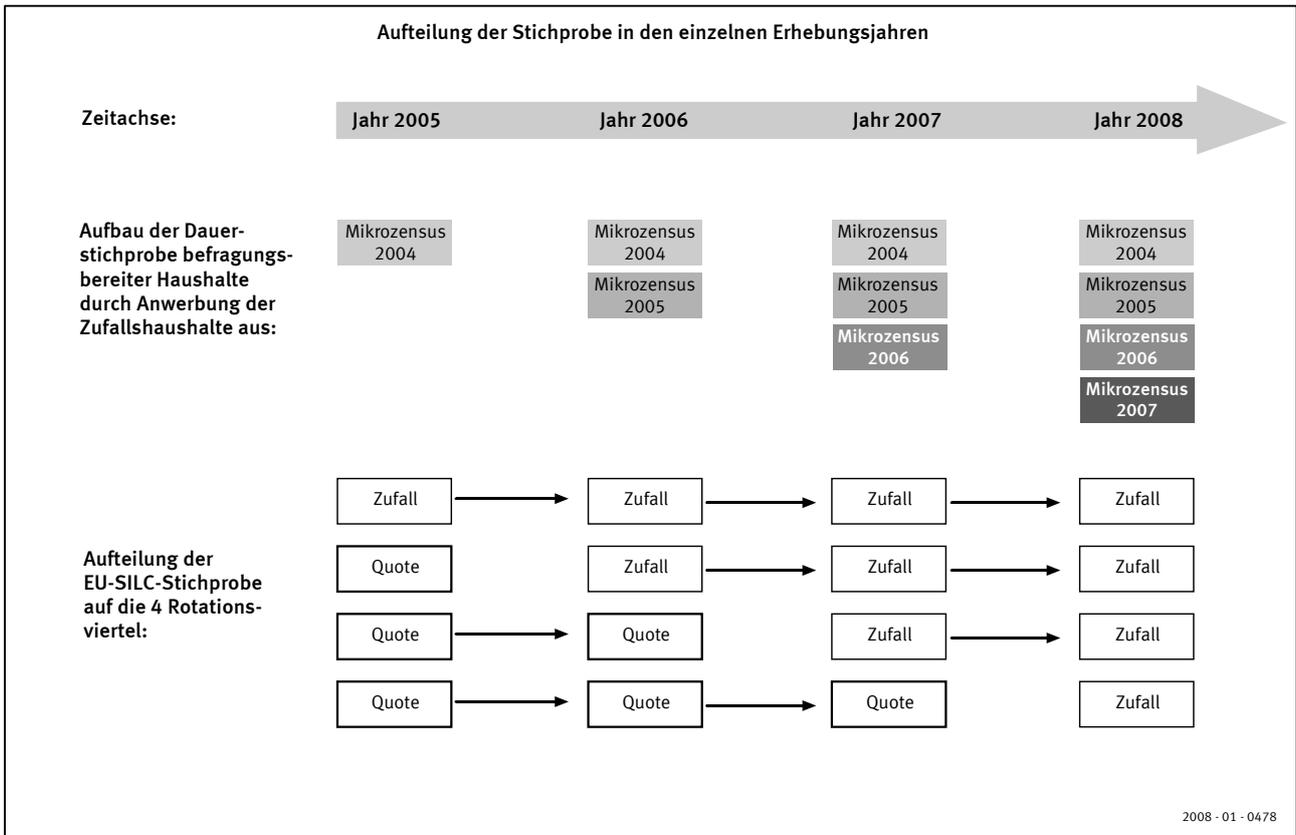 Aufteilung der Stichprobe in den einzelnen Erhebungsjahren
Zeitachse:
Jahr 2005 Jahr 2006 Jahr 2007 Jahr 2008
Aufbau der Dauer-
stichprobe befragungs-
bereiter Haushalte
durch Anwerbung der
Zufallshaushalte aus:
Mikrozensus Mikrozensus Mikrozensus Mikrozensus
2004 2004 2004 2004
Mikrozensus Mikrozensus Mikrozensus
2005 2005 2005
Mikrozensus Mikrozensus
2006 2006
Mikrozensus
2007
Aufteilung der
EU-SILC-Stichprobe
auf die 4 Rotations-
viertel:
Zufall Zufall Zufall Zufall
Quote Zufall Zufall Zufall
Quote Quote Zufall Zufall
Quote Quote Quote Zufall
2008 - 01 - 0478